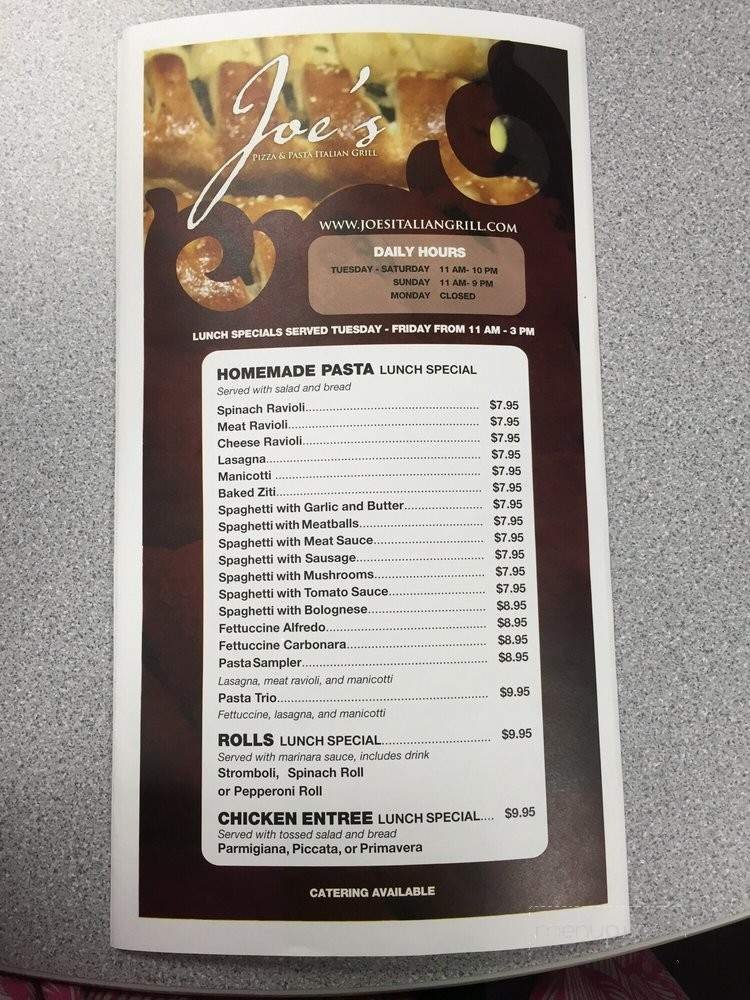 Joe's
PIZZA & PASTA ITALIAN GRILL
WWW.JOESITALIANGRILL.COM
DAILY HOURS
TUESDAY - SATURDAY 11 AM- 10 PM
SUNDAY 11 AM- 9 PM
MONDAY CLOSED
LUNCH SPECIALS SERVED TUESDAY - FRIDAY FROM 11 AM - 3 PM
HOMEMADE PASTA LUNCH SPECIAL
Served with salad and bread
Spinach Ravioli................................................ $7.95
Meat Ravioli..................................................... $7.95
Cheese Ravioli................................................. $7.95
Lasagna........................................................... $7.95
Manicotti ......................................................... $7.95
Baked Ziti......................................................... $7.95
Spaghetti with Garlic and Butter...................... $7.95
Spaghetti with Meatballs.................................. $7.95
Spaghetti with Meat Sauce.............................. $7.95
Spaghetti with Sausage................................... $7.95
Spaghetti with Mushrooms.............................. $7.95
Spaghetti with Tomato Sauce.......................... $7.95
Spaghetti with Bolognese................................ $8.95
Fettuccine Alfredo............................................ $8.95
Fettuccine Carbonara...................................... $8.95
Pasta Sampler................................................... $8.95
Lasagna, meat ravioli, and manicotti
Pasta Trio.......................................................... $9.95
Fettuccine, lasagna, and manicotti
ROLLS LUNCH SPECIAL.............................. $9.95
Served with marinara sauce, includes drink
Stromboli, Spinach Roll
or Pepperoni Roll
CHICKEN ENTREE LUNCH SPECIAL.... $9.95
Served with tossed salad and bread
Parmigiana, Piccata, or Primavera
CATERING AVAILABLE